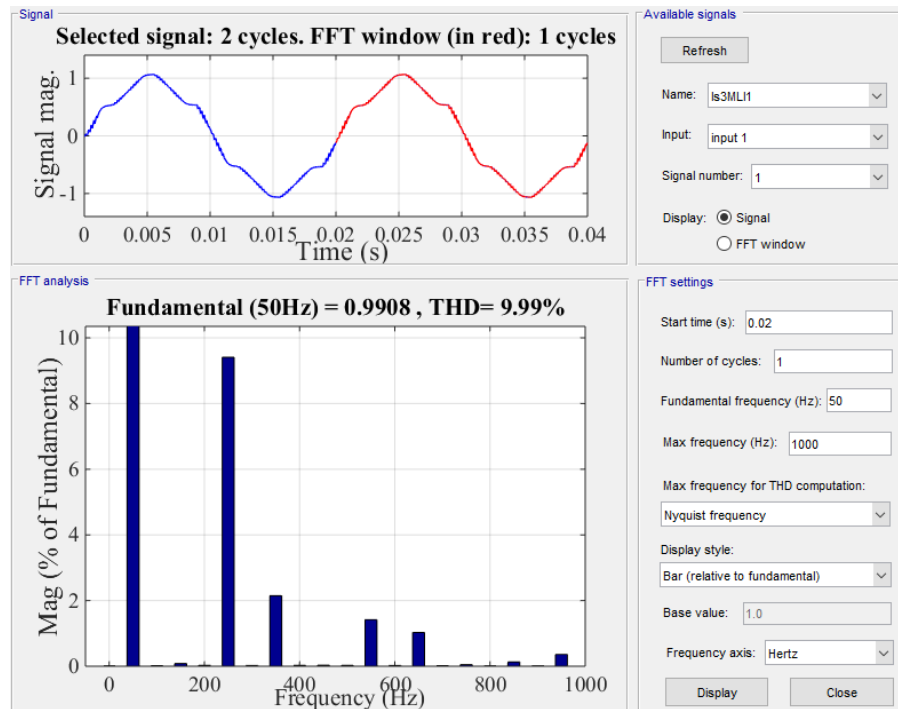 Signal
Selected signal: 2 cycles. FFT window (in red): 1 cycles
Signal mag.
1
0
-1
0 0.005 0.01 0.015 0.02 0.025 0.03 0.035 0.04
Time (s)
Available signals
Refresh
Name: Is3MLI1
Input: input 1
Signal number: 1
Display: Signal
FFT window
FFT analysis
Fundamental (50Hz) = 0.9908 , THD= 9.99%
Mag (% of Fundamental)
10
8
6
4
2
0
0 200 400 600 800 1000
Frequency (Hz)
FFT settings
Start time (s): 0.02
Number of cycles: 1
Fundamental frequency (Hz): 50
Max frequency (Hz): 1000
Max frequency for THD computation:
Nyquist frequency
Display style:
Bar (relative to fundamental)
Base value: 1.0
Frequency axis: Hertz
Display Close